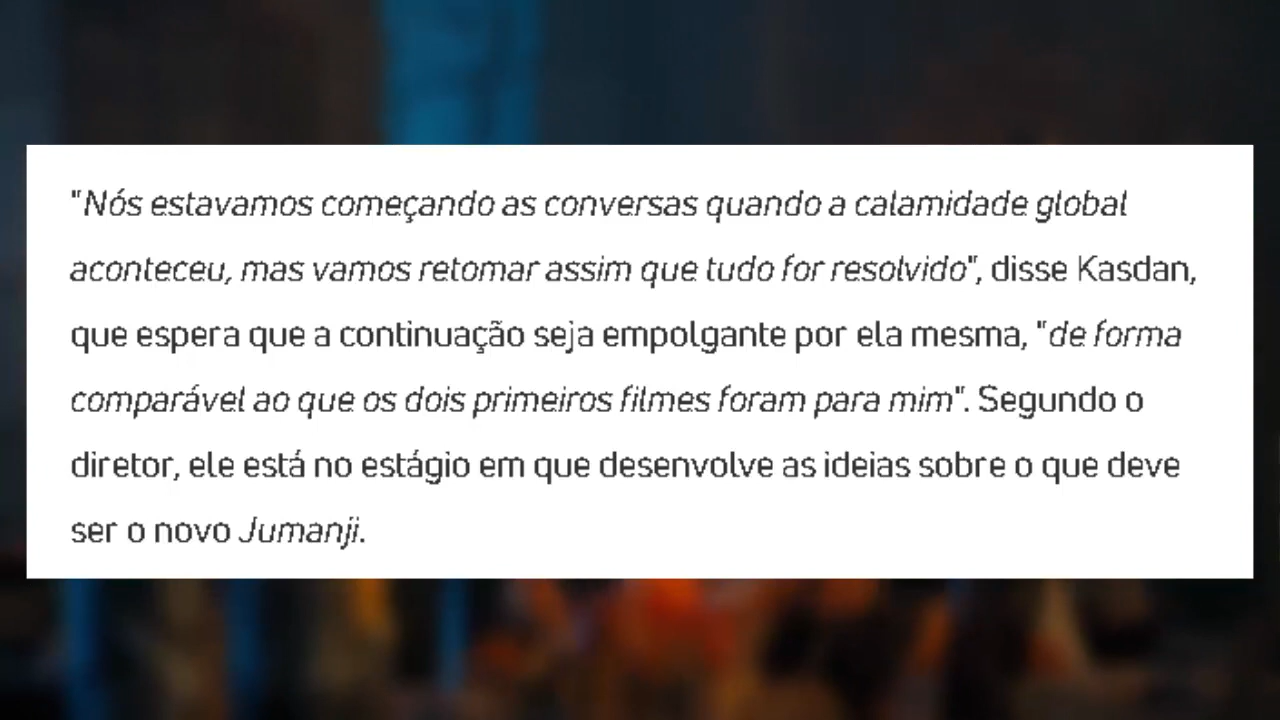 "Nós estavamos começando as conversas quando a calamidade global
aconteceu, mas vamos retomar assim que tudo for resolvido", disse Kasdan,
que espera que a continuação seja empolgante por ela mesma, "de forma
comparável ao que os dois primeiros filmes foram para mim". Segundo o
diretor, ele está no estágio em que desenvolve as ideias sobre o que deve
ser o novo Jumanji.